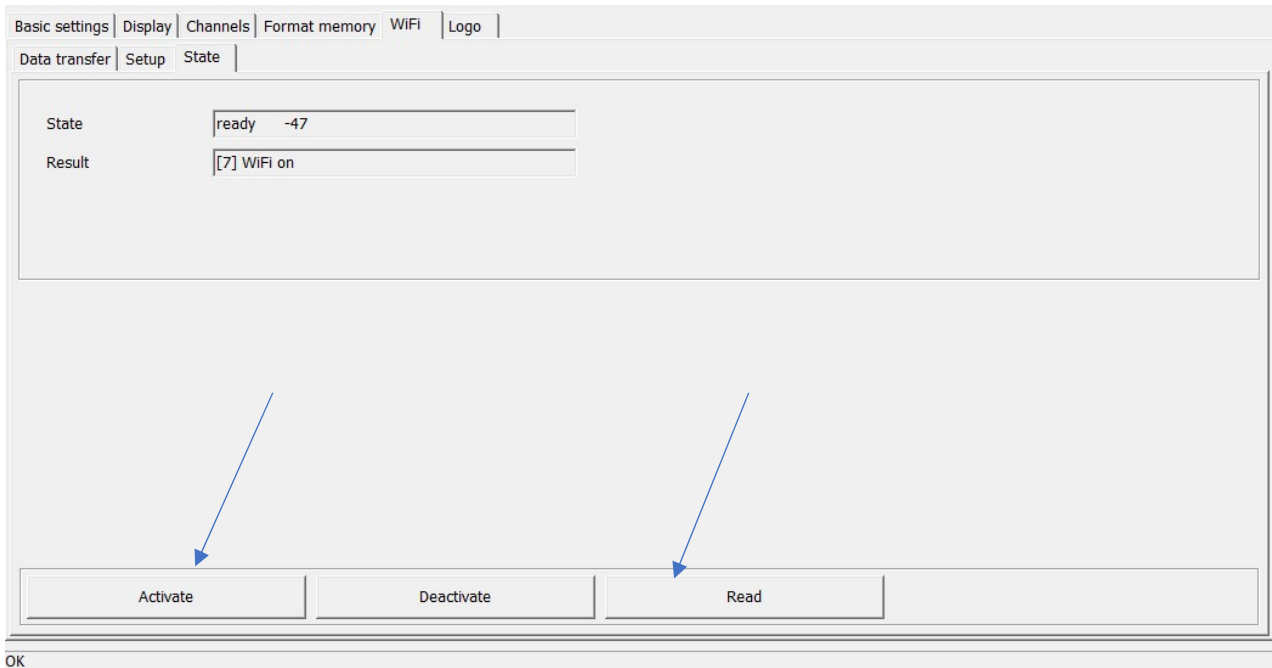 Basic settings Display Channels Format memory WiFi Logo
Data transfer Setup State
State ready -47
Result [7] WiFi on
Activate Deactivate Read
OK